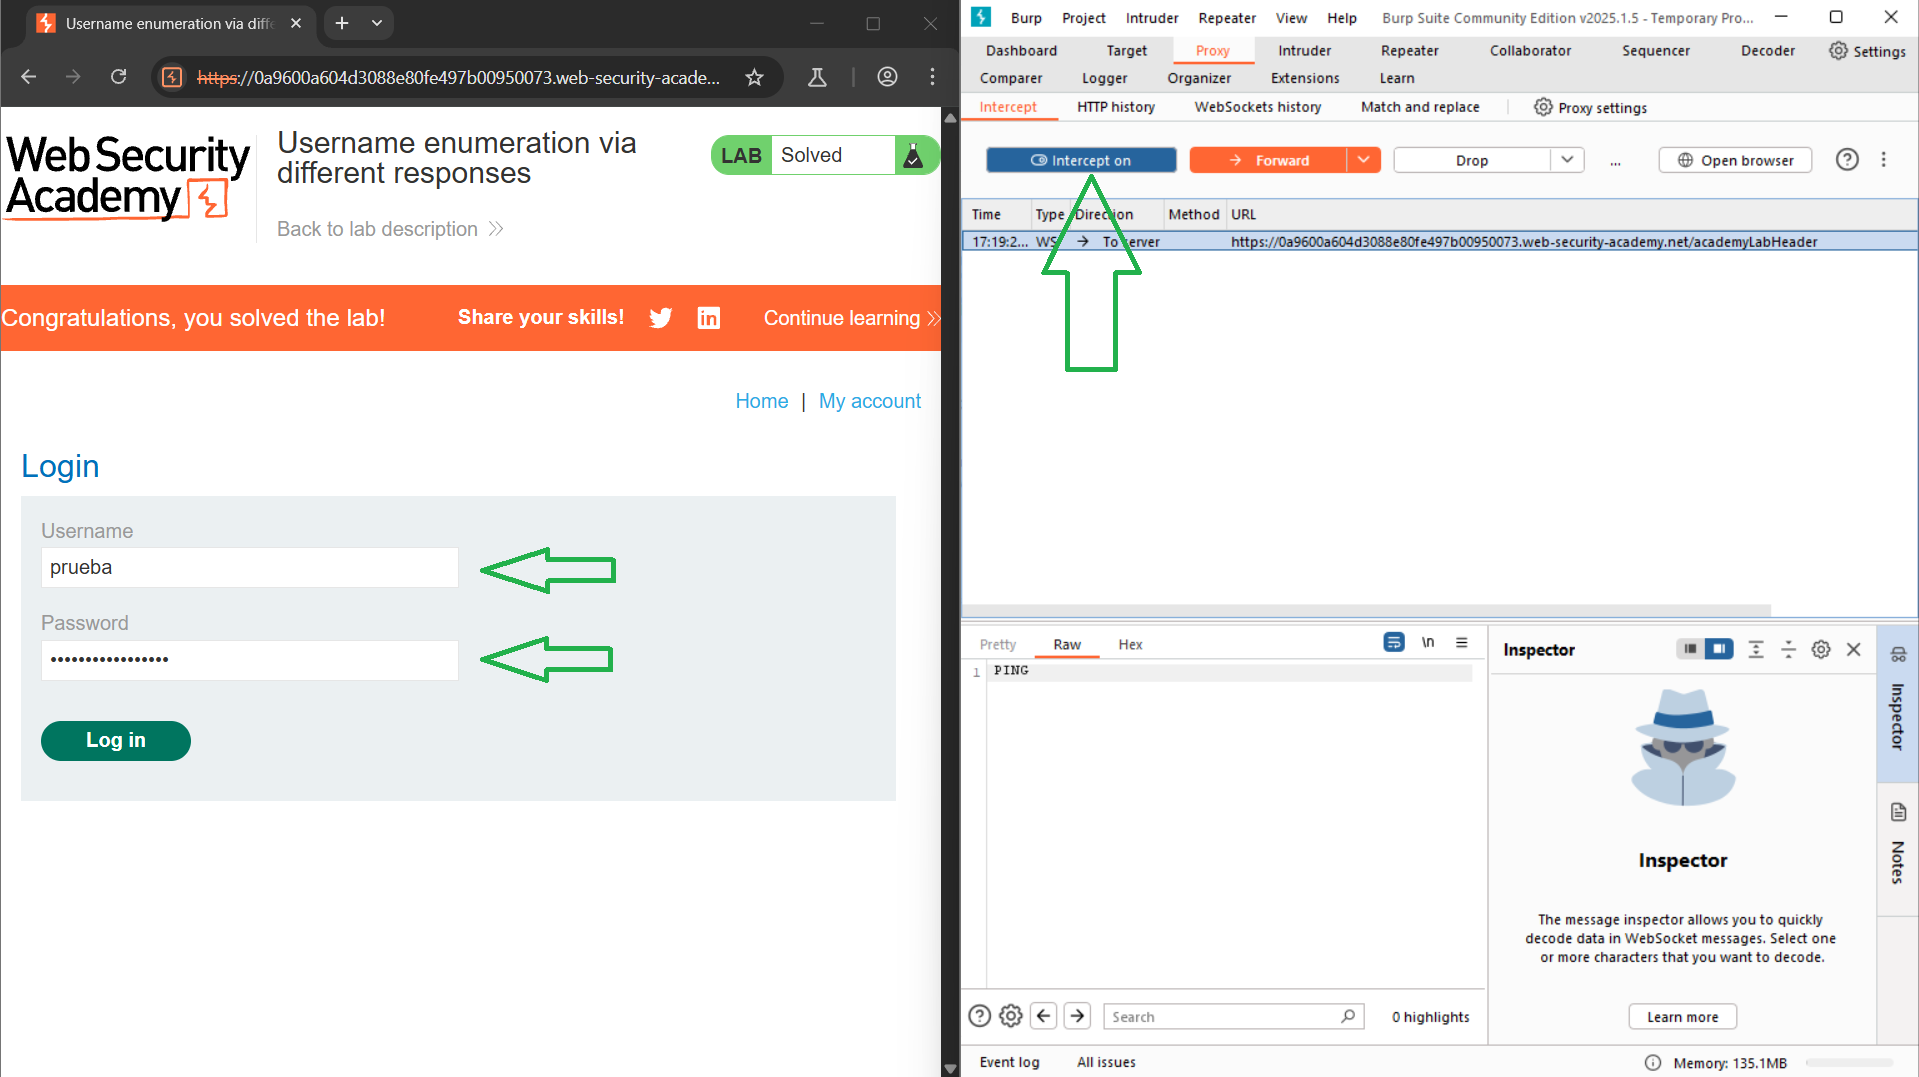 Username enumeration via diffe
https://0a9600a604d3088e80fe497b00950073.web-security-acade...
Web Security
Academy
Username enumeration via
different responses
Back to lab description
LAB Solved
Congratulations, you solved the lab!
Share your skills!
in
Continue learning
Home | My account
Login
Username
prueba
Password
•••••••••••••••••
Log in
Burp Project Intruder Repeater View Help Burp Suite Community Edition v2025.1.5 - Temporary Pro...
Dashboard Target Proxy Intruder Repeater Collaborator Sequencer Decoder Settings
Comparer Logger Organizer Extensions Learn
Intercept HTTP history WebSockets history Match and replace Proxy settings
Intercept on Forward Drop ... Open browser ?
Time Type Direction Method URL
17:19:2... WS To server https://0a9600a604d3088e80fe497b00950073.web-security-academy.net/academyLabHeader
Pretty Raw Hex \n
1 PING
Inspector
Inspector
The message inspector allows you to quickly
decode data in WebSocket messages. Select one
or more characters that you want to decode.
Learn more
Inspector
Notes
? Search 0 highlights
Event log All issues Memory: 135.1MB